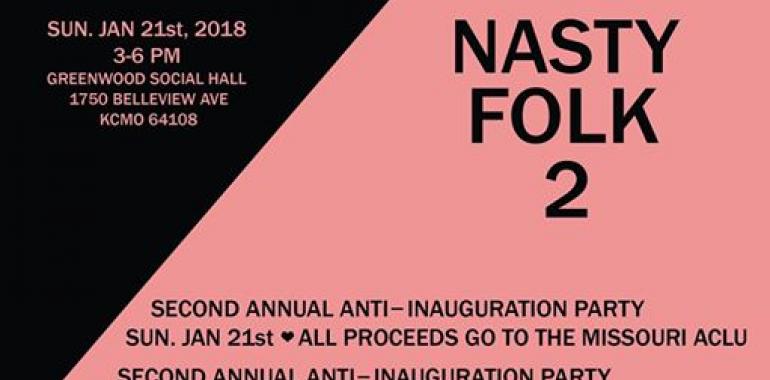 SUN. JAN 21st, 2018
3-6 PM
GREENWOOD SOCIAL HALL
1750 BELLEVIEW AVE
KCMO 64108
NASTY
FOLK
2
SECOND ANNUAL ANTI–INAUGURATION PARTY
SUN. JAN 21st ❤ ALL PROCEEDS GO TO THE MISSOURI ACLU
SECOND ANNUAL ANTI–INAUGURATION PARTY